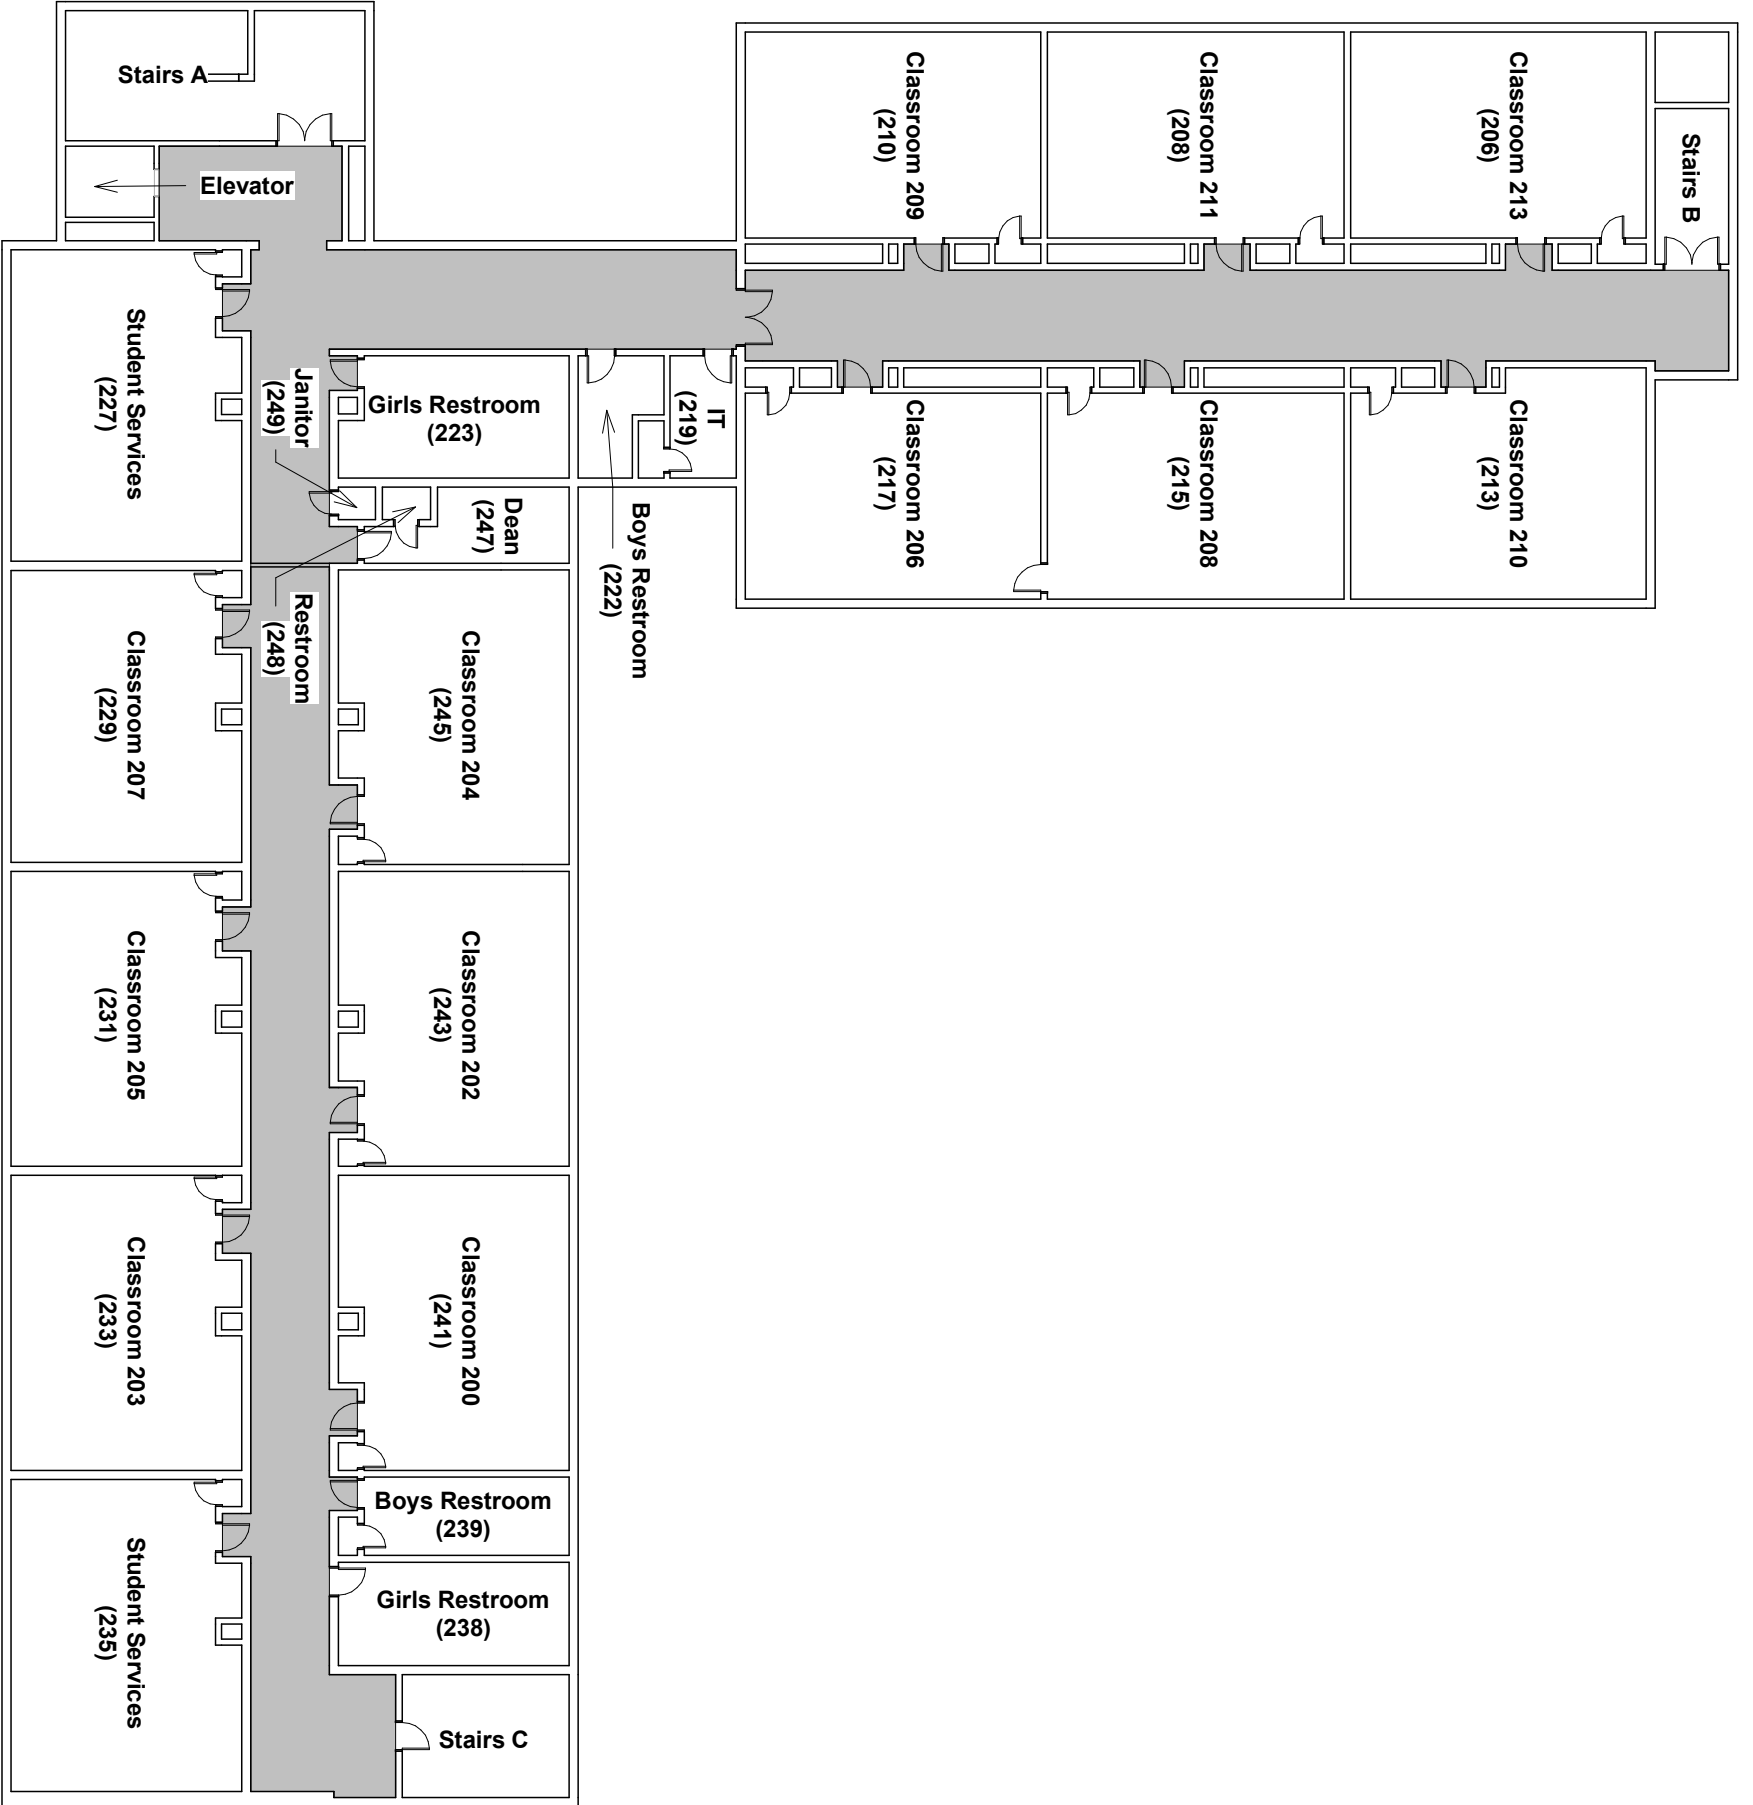 Stairs A
Elevator
Classroom 209
(210)
Classroom 211
(208)
Classroom 213
(206)
Stairs B
Student Services
(227)
Janitor
(249)
Girls Restroom
(223)
IT
(219)
Classroom 206
(217)
Classroom 208
(215)
Classroom 210
(213)
Dean
(247)
Boys Restroom
(222)
Restroom
(248)
Classroom 207
(229)
Classroom 204
(245)
Classroom 205
(231)
Classroom 202
(243)
Classroom 203
(233)
Classroom 200
(241)
Boys Restroom
(239)
Girls Restroom
(238)
Student Services
(235)
Stairs C